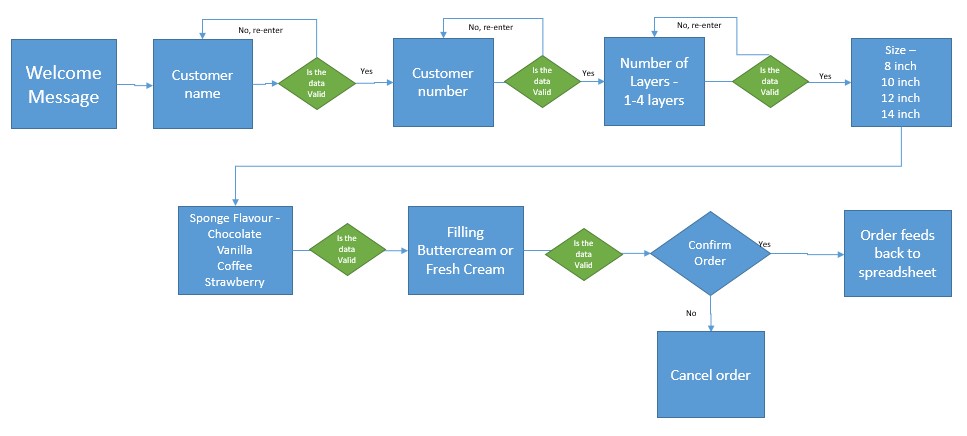 No, re-enter
No, re-enter
No, re-enter
Welcome
Message
Customer
name
Is the
data
Valid
Yes
Customer
number
Is the
data
Valid
Yes
Number of
Layers -
1-4 layers
Is the
data
Valid
Yes
Size –
8 inch
10 inch
12 inch
14 inch
Sponge Flavour -
Chocolate
Vanilla
Coffee
Strawberry
Is the
data
Valid
Filling
Buttercream or
Fresh Cream
Is the
data
Valid
Confirm
Order
Yes
Order feeds
back to
spreadsheet
No
Cancel order